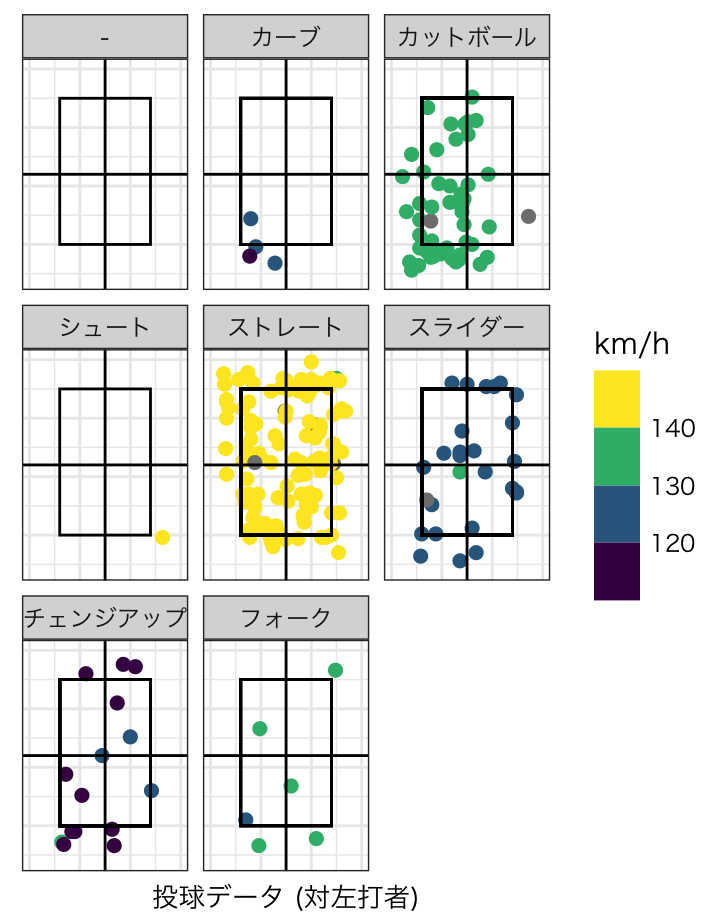 -
カーブ
カットボール
シュート
ストレート
スライダー
チェンジアップ
フォーク
km/h
140
130
120
投球データ (対左打者)